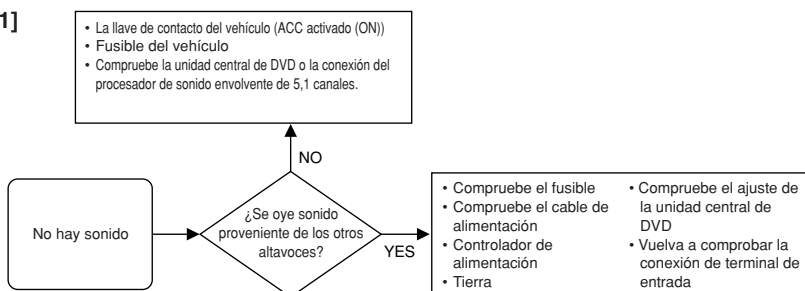 1]
• La llave de contacto del vehículo (ACC activado (ON))
• Fusible del vehículo
• Compruebe la unidad central de DVD o la conexión del
procesador de sonido envolvente de 5,1 canales.
NO
No hay sonido
¿Se oye sonido
proveniente de los otros
altavoces?
YES
• Compruebe el fusible
• Compruebe el cable de
alimentación
• Controlador de
alimentación
• Tierra
• Compruebe el ajuste de
la unidad central de
DVD
• Vuelva a comprobar la
conexión de terminal de
entrada